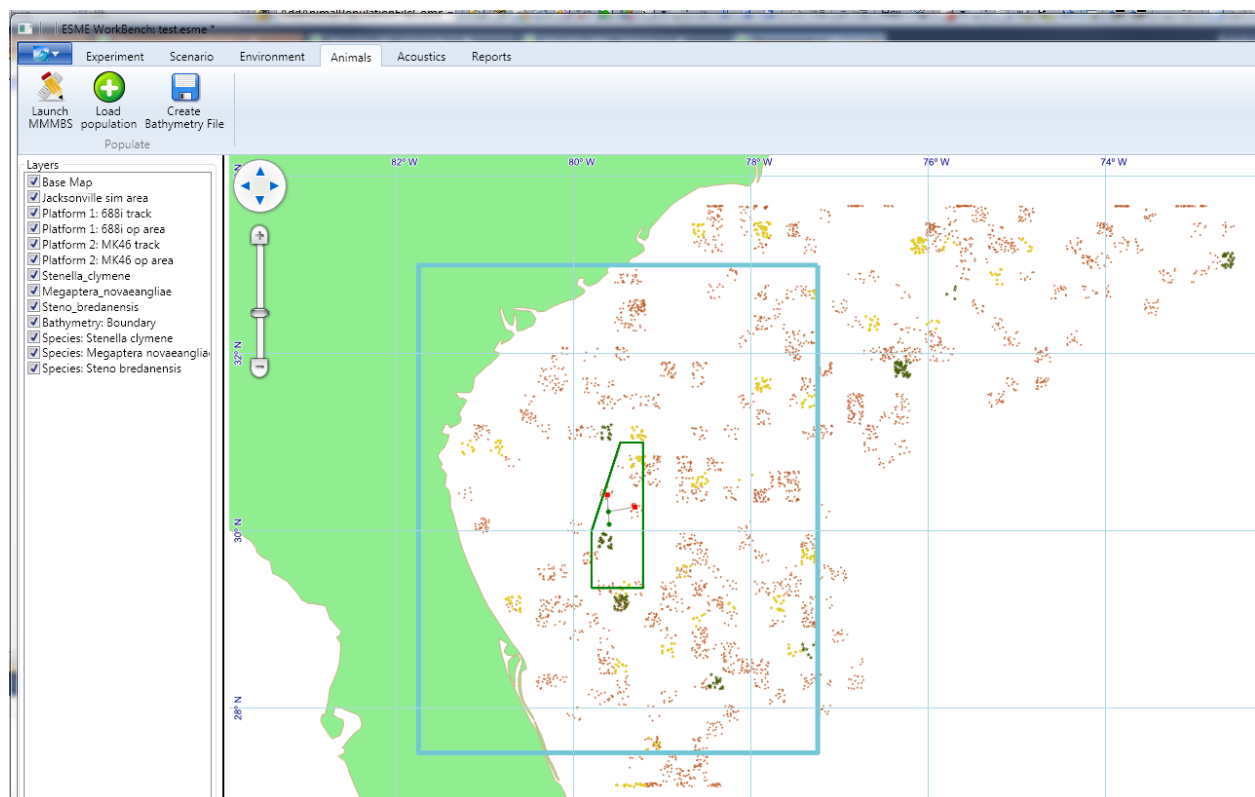 ESME WorkBench: test.esme *
Experiment Scenario Environment Animals Acoustics Reports
Launch MMMBS
Load population
Create Bathymetry File
Populate
Layers
Base Map
Jacksonville sim area
Platform 1: 688i track
Platform 1: 688i op area
Platform 2: MK46 track
Platform 2: MK46 op area
Stenella_clymene
Megaptera_novaeangliae
Steno_bredanensis
Bathymetry: Boundary
Species: Stenella clymene
Species: Megaptera novaeangliae
Species: Steno bredanensis
82° W 80° W 78° W 76° W 74° W
32° N
30° N
28° N